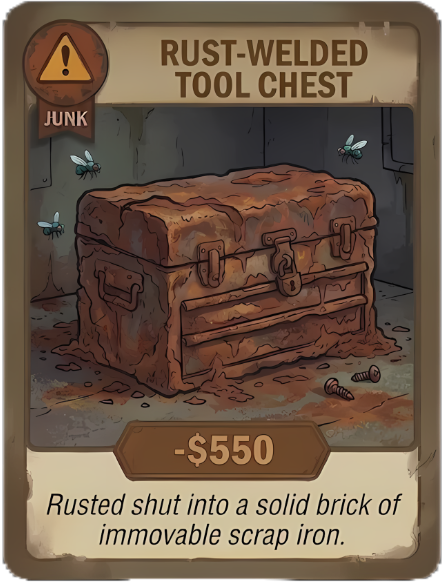 RUST-WELDED
TOOL CHEST
JUNK
-$550
Rusted shut into a solid brick of
immovable scrap iron.